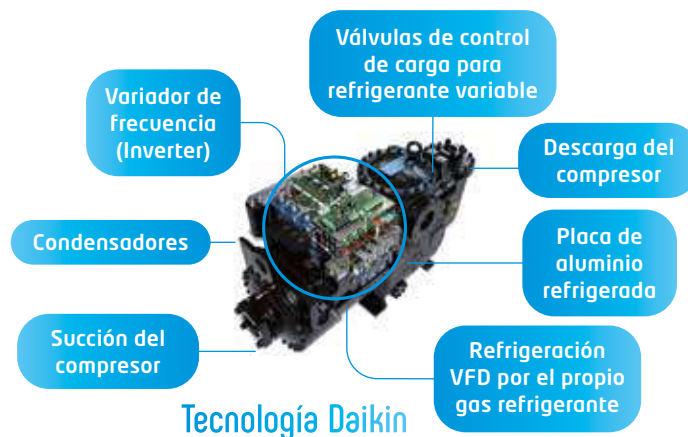 Válvulas de control
de carga para
refrigerante variable
Variador de
frecuencia
(Inverter)
Descarga del
compresor
Condensadores
Placa de
aluminio
refrigerada
Succión del
compresor
Refrigeración
VFD por el propio
gas refrigerante
Tecnología Daikin